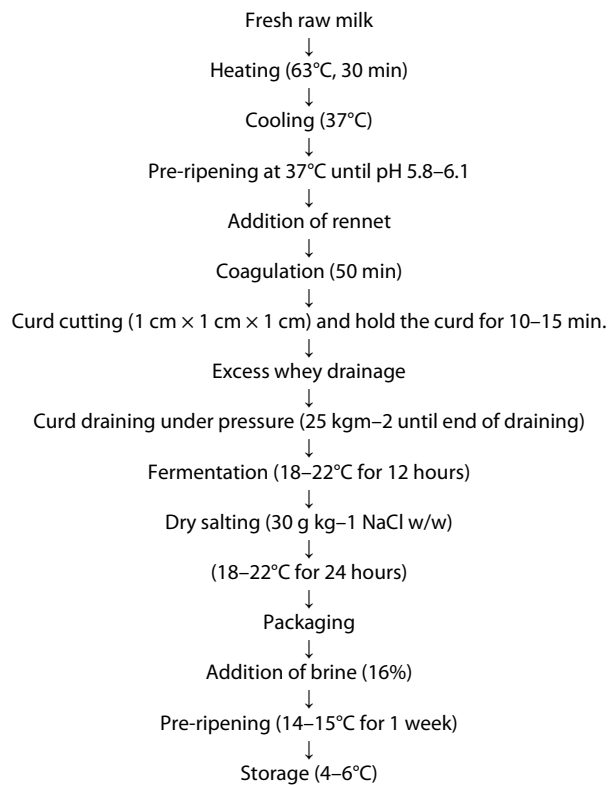 Fresh raw milk
↓
Heating (63°C, 30 min)
↓
Cooling (37°C)
↓
Pre-ripening at 37°C until pH 5.8–6.1
↓
Addition of rennet
↓
Coagulation (50 min)
↓
Curd cutting (1 cm × 1 cm × 1 cm) and hold the curd for 10–15 min.
↓
Excess whey drainage
↓
Curd draining under pressure (25 kgm–2 until end of draining)
↓
Fermentation (18–22°C for 12 hours)
↓
Dry salting (30 g kg–1 NaCl w/w)
↓
(18–22°C for 24 hours)
↓
Packaging
↓
Addition of brine (16%)
↓
Pre-ripening (14–15°C for 1 week)
↓
Storage (4–6°C)